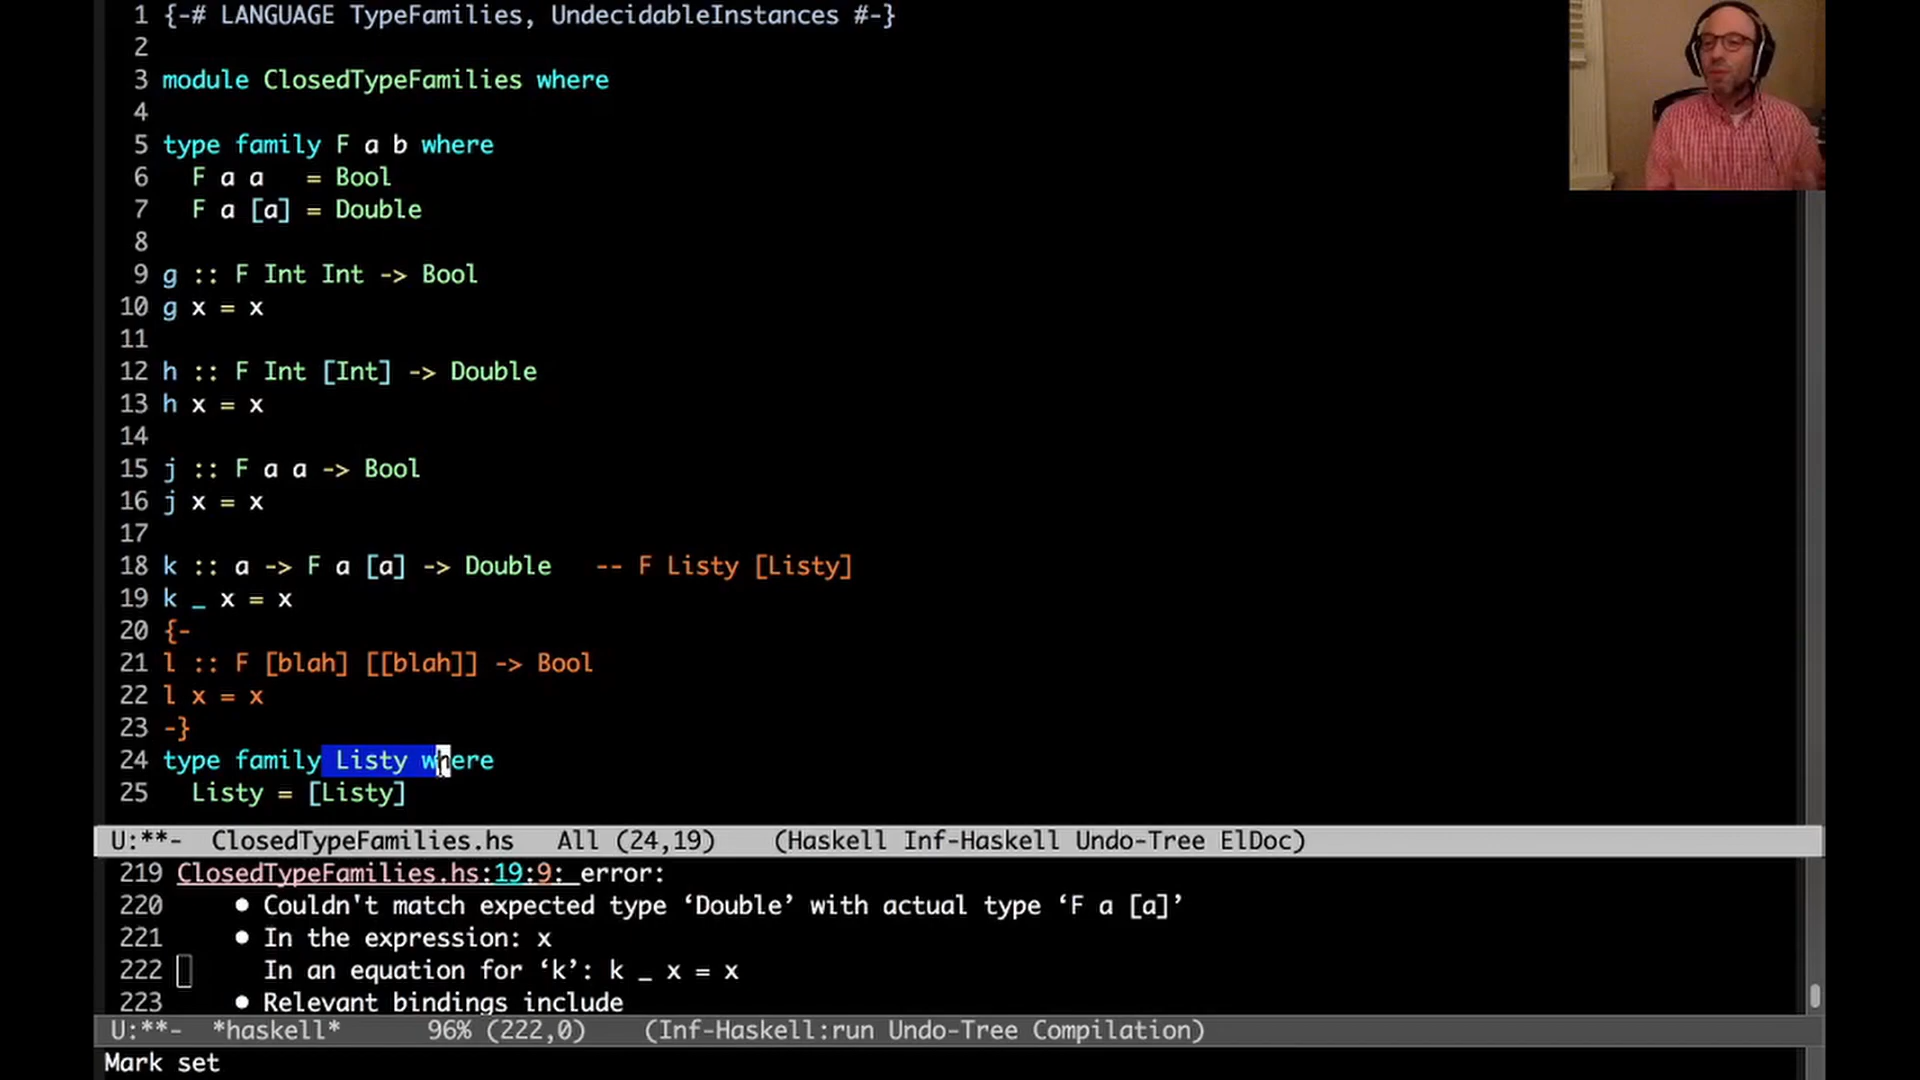 1 {-# LANGUAGE TypeFamilies, UndecidableInstances #-}
2
3 module ClosedTypeFamilies where
4
5 type family F a b where
6   F a a   = Bool
7   F a [a] = Double
8
9 g :: F Int Int -> Bool
10 g x = x
11
12 h :: F Int [Int] -> Double
13 h x = x
14
15 j :: F a a -> Bool
16 j x = x
17
18 k :: a -> F a [a] -> Double   -- F Listy [Listy]
19 k _ x = x
20 {-
21 l :: F [blah] [[blah]] -> Bool
22 l x = x
23 -}
24 type family Listy where
25   Listy = [Listy]
U:**-  ClosedTypeFamilies.hs   All (24,19)    (Haskell Inf-Haskell Undo-Tree ElDoc)
219 ClosedTypeFamilies.hs:19:9: error:
220     • Couldn't match expected type ‘Double’ with actual type ‘F a [a]’
221     • In the expression: x
222       In an equation for ‘k’: k _ x = x
223     • Relevant bindings include
U:**-  *haskell*      96% (222,0)    (Inf-Haskell:run Undo-Tree Compilation)
Mark set